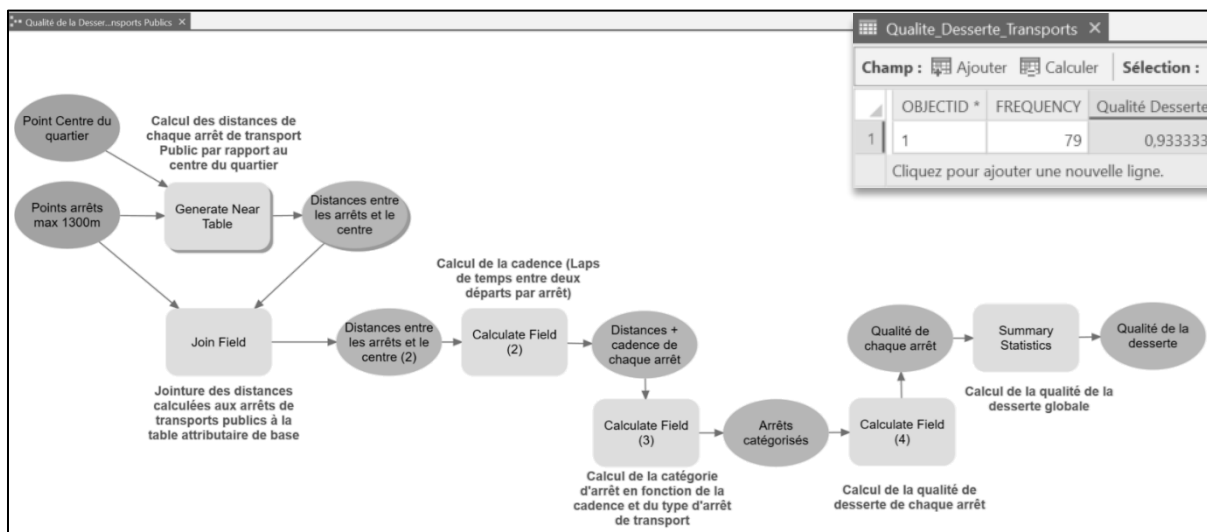 Qualité de la Desser...nsports Publics ×
Qualite_Desserte_Transports ×
Champ : Ajouter Calculer Sélection :
OBJECTID * FREQUENCY Qualité Desserte
1 1 79 0,933333
Cliquez pour ajouter une nouvelle ligne.
Point Centre du
quartier
Calcul des distances de
chaque arrêt de transport
Public par rapport au
centre du quartier
Points arrêts
max 1300m
Generate Near
Table
Distances entre
les arrêts et le
centre
Join Field
Jointure des distances
calculées aux arrêts de
transports publics à la
table attributaire de base
Distances entre
les arrêts et le
centre (2)
Calcul de la cadence (Laps
de temps entre deux
départs par arrêt)
Calculate Field
(2)
Distances +
cadence de
chaque arrêt
Calculate Field
(3)
Calcul de la catégorie
d'arrêt en fonction de la
cadence et du type d'arrêt
de transport
Arrêts
catégorisés
Calculate Field
(4)
Calcul de la qualité de
desserte de chaque arrêt
Qualité de
chaque arrêt
Summary
Statistics
Calcul de la qualité de la
desserte globale
Qualité de la
desserte